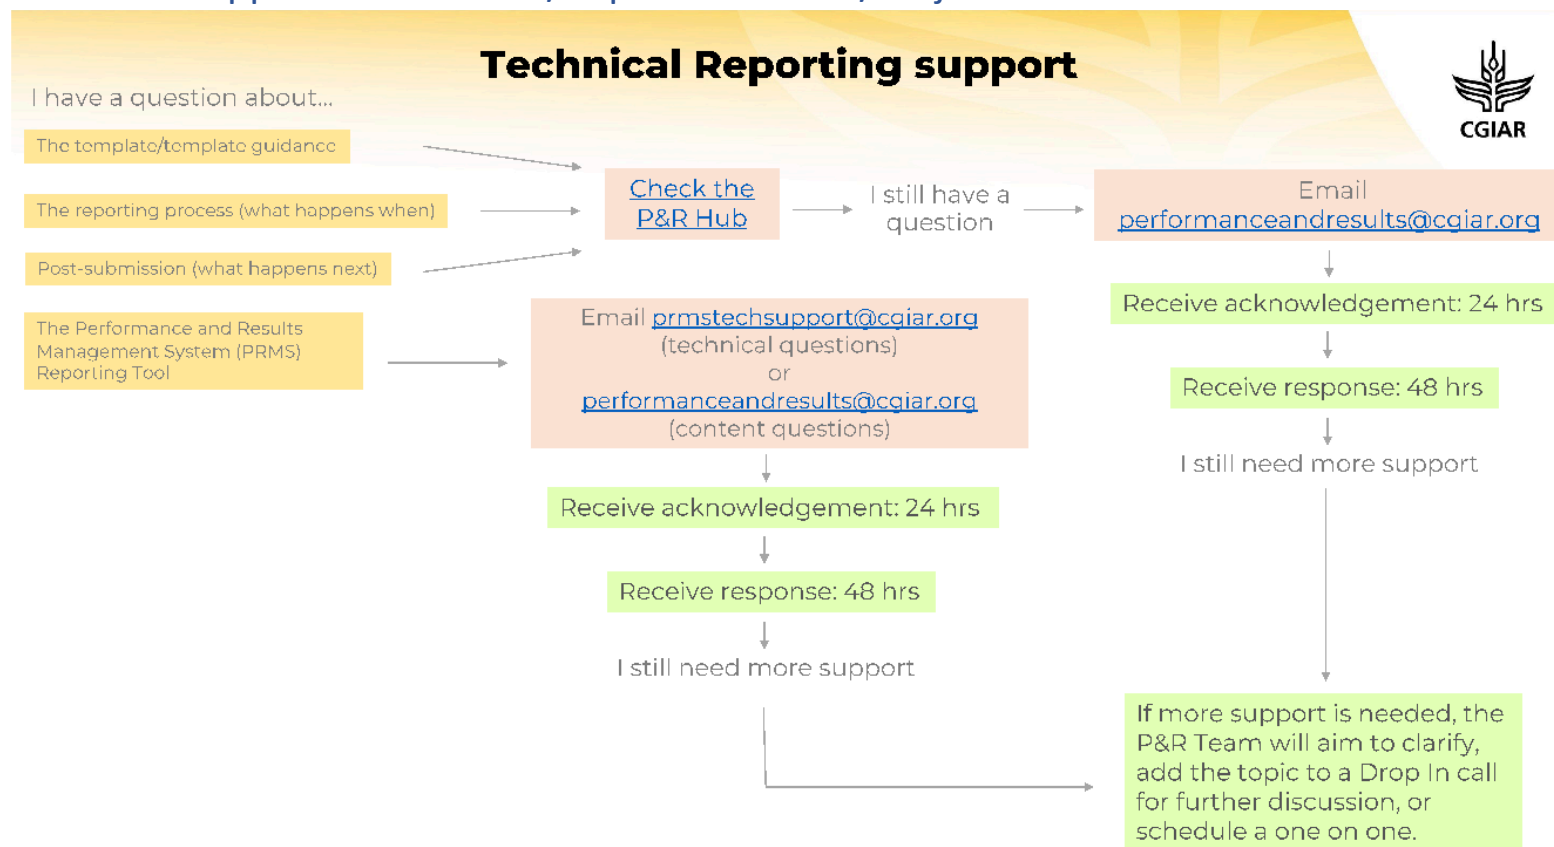 Technical Reporting support
CGIAR
I have a question about...
The template/template guidance
The reporting process (what happens when)
Post-submission (what happens next)
The Performance and Results
Management System (PRMS)
Reporting Tool
Check the
P&R Hub
I still have a
question
Email
performanceandresults@cgiar.org
Receive acknowledgement: 24 hrs
Receive response: 48 hrs
I still need more support
Email prmstechsupport@cgiar.org
(technical questions)
or
performanceandresults@cgiar.org
(content questions)
Receive acknowledgement: 24 hrs
Receive response: 48 hrs
I still need more support
If more support is needed, the
P&R Team will aim to clarify,
add the topic to a Drop In call
for further discussion, or
schedule a one on one.